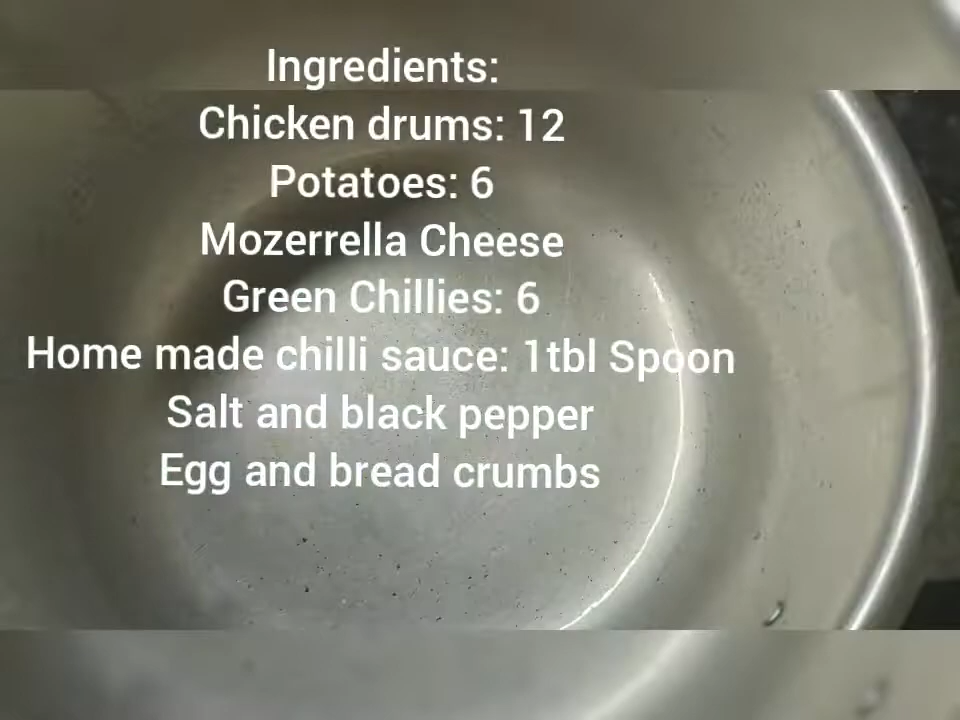 Ingredients:
Chicken drums: 12
Potatoes: 6
Mozerrella Cheese
Green Chillies: 6
Home made chilli sauce: 1tbl Spoon
Salt and black pepper
Egg and bread crumbs